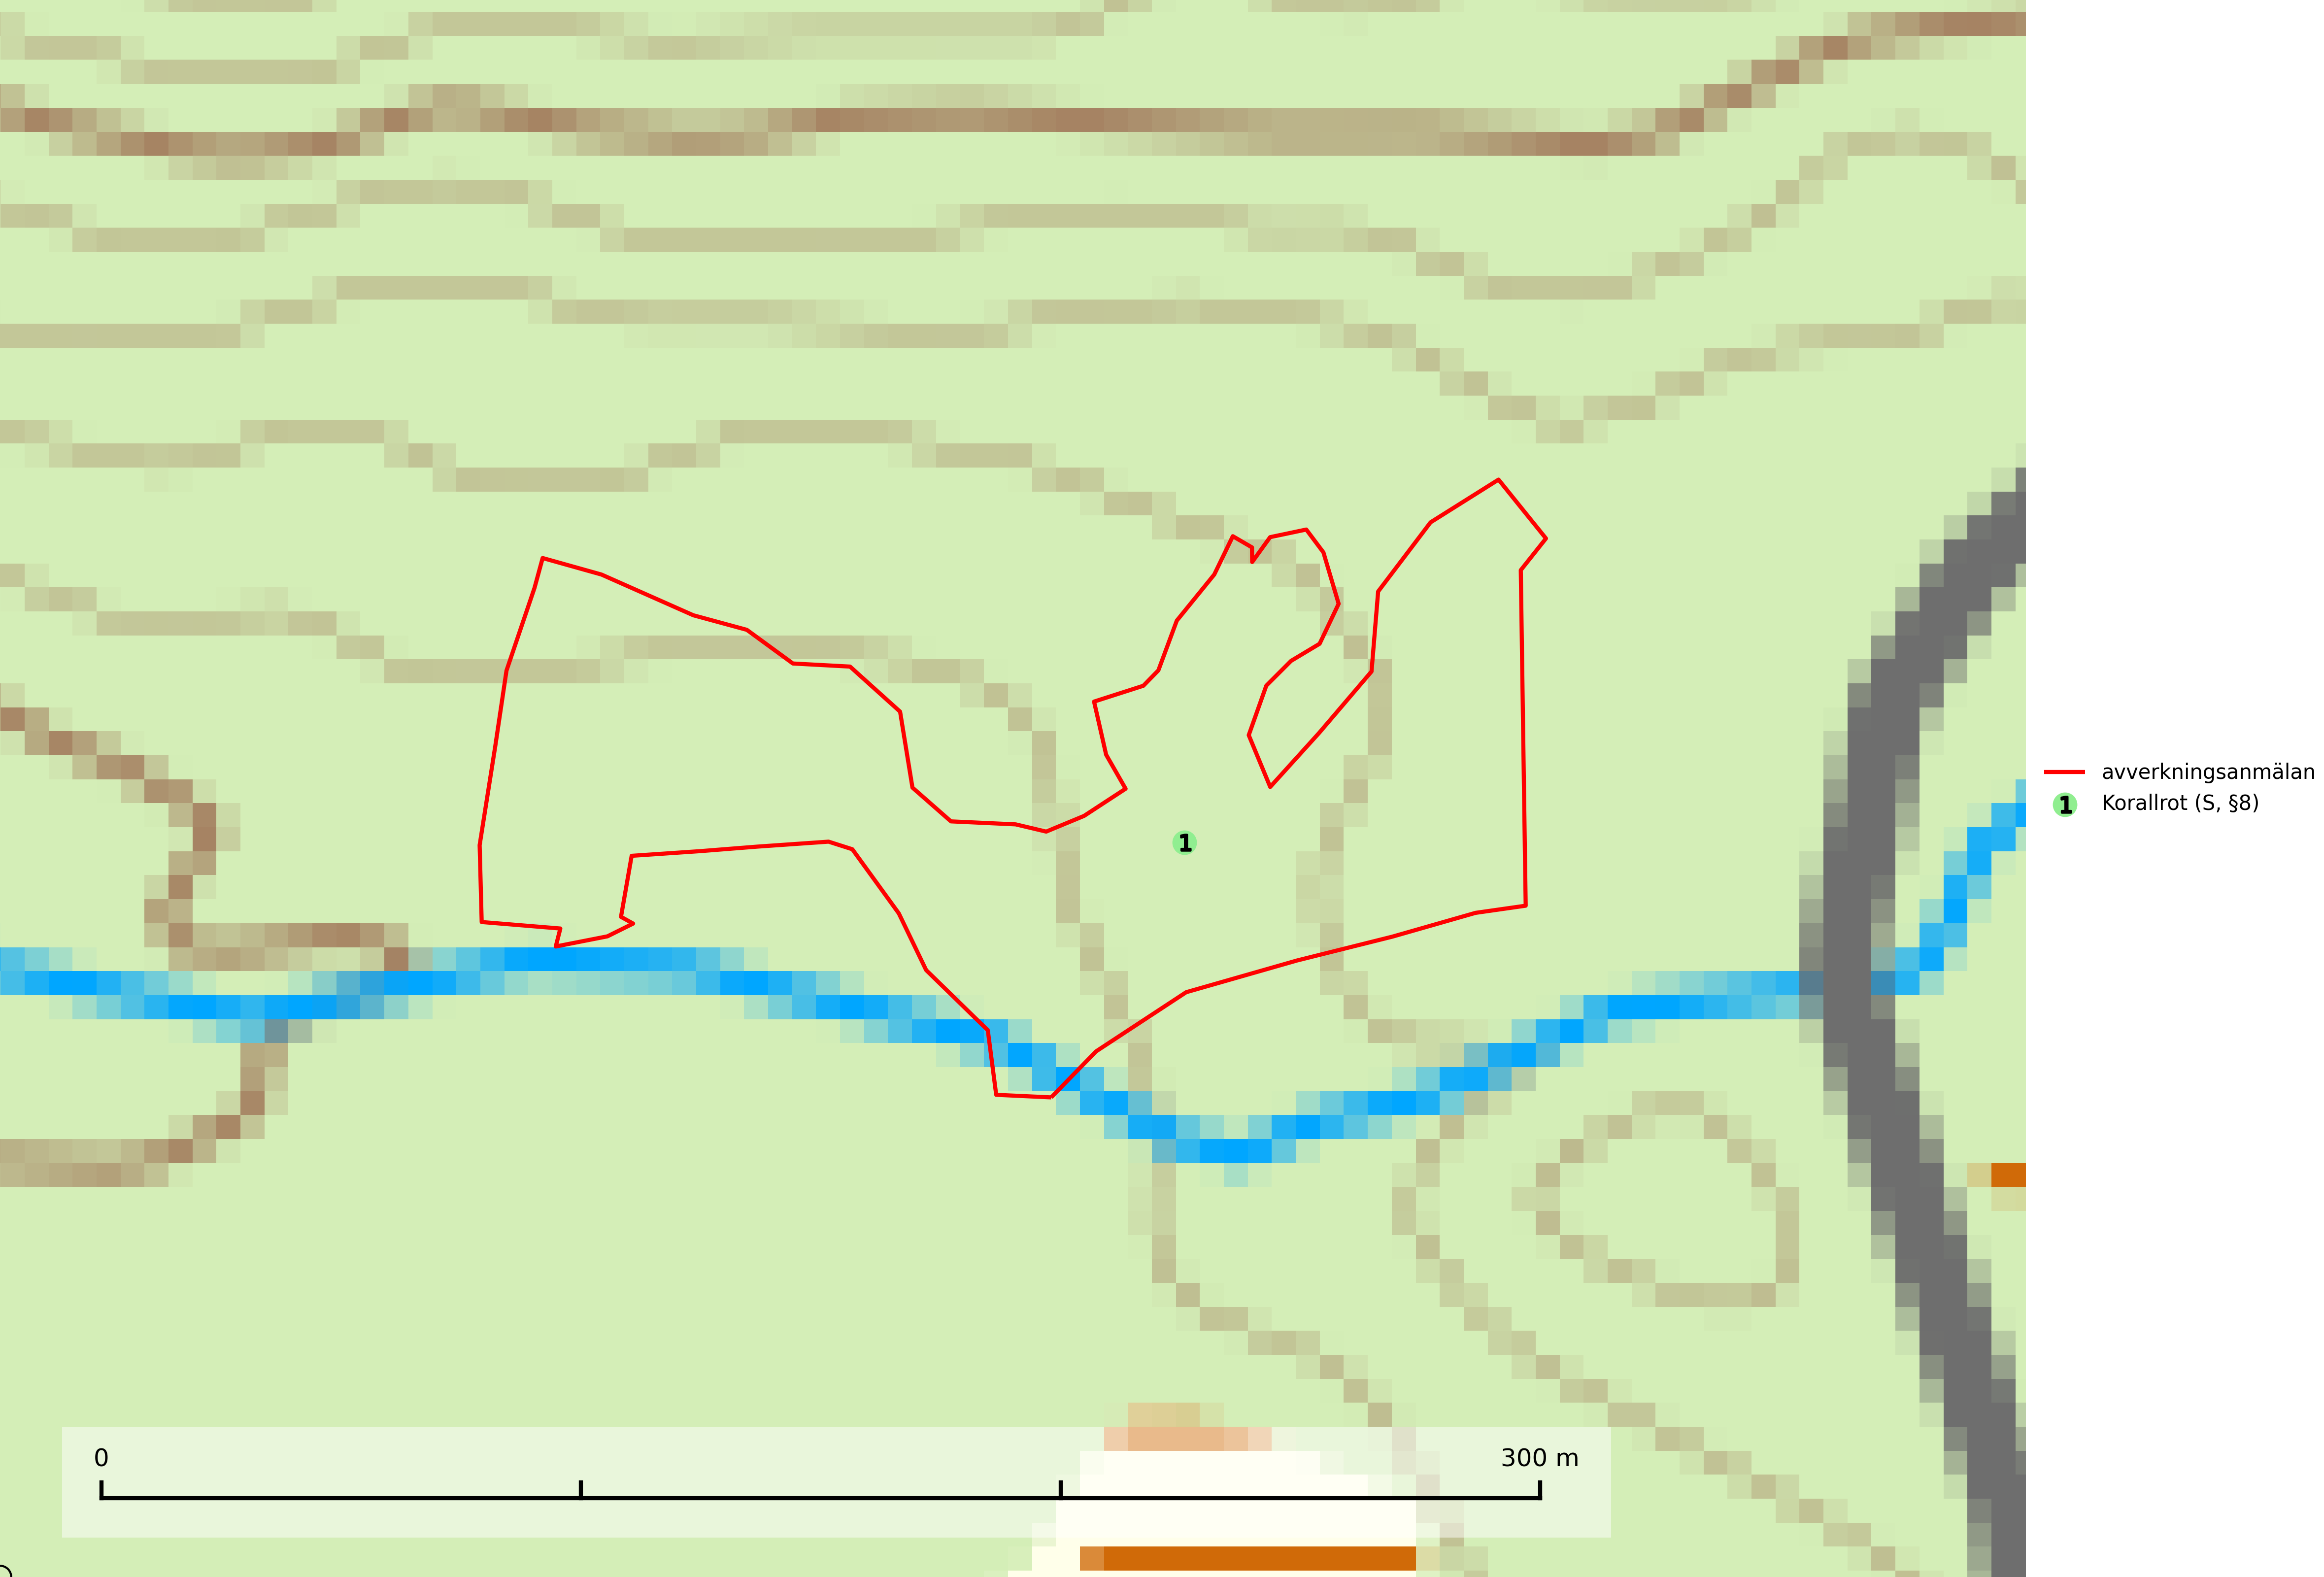 1
avverkningsanmälan
1 Korallrot (S, §8)
0 300 m